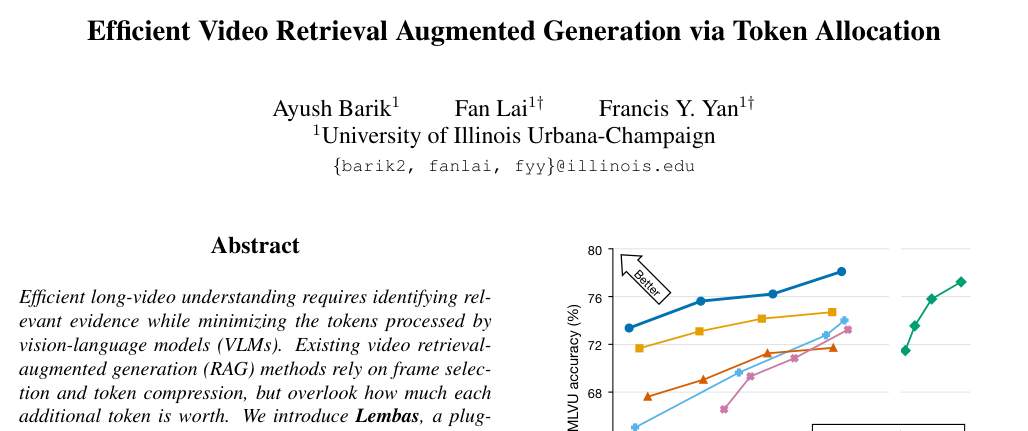 Efficient Video Retrieval Augmented Generation via Token Allocation
Ayush Barik1 Fan Lai1† Francis Y. Yan1†
1University of Illinois Urbana-Champaign
{barik2, fanlai, fyy}@illinois.edu
Abstract
Efficient long-video understanding requires identifying rel-
evant evidence while minimizing the tokens processed by
vision-language models (VLMs). Existing video retrieval-
augmented generation (RAG) methods rely on frame selec-
tion and token compression, but overlook how much each
additional token is worth. We introduce Lembas, a plug-
80
76
72
68
MLVU accuracy (%)
Better